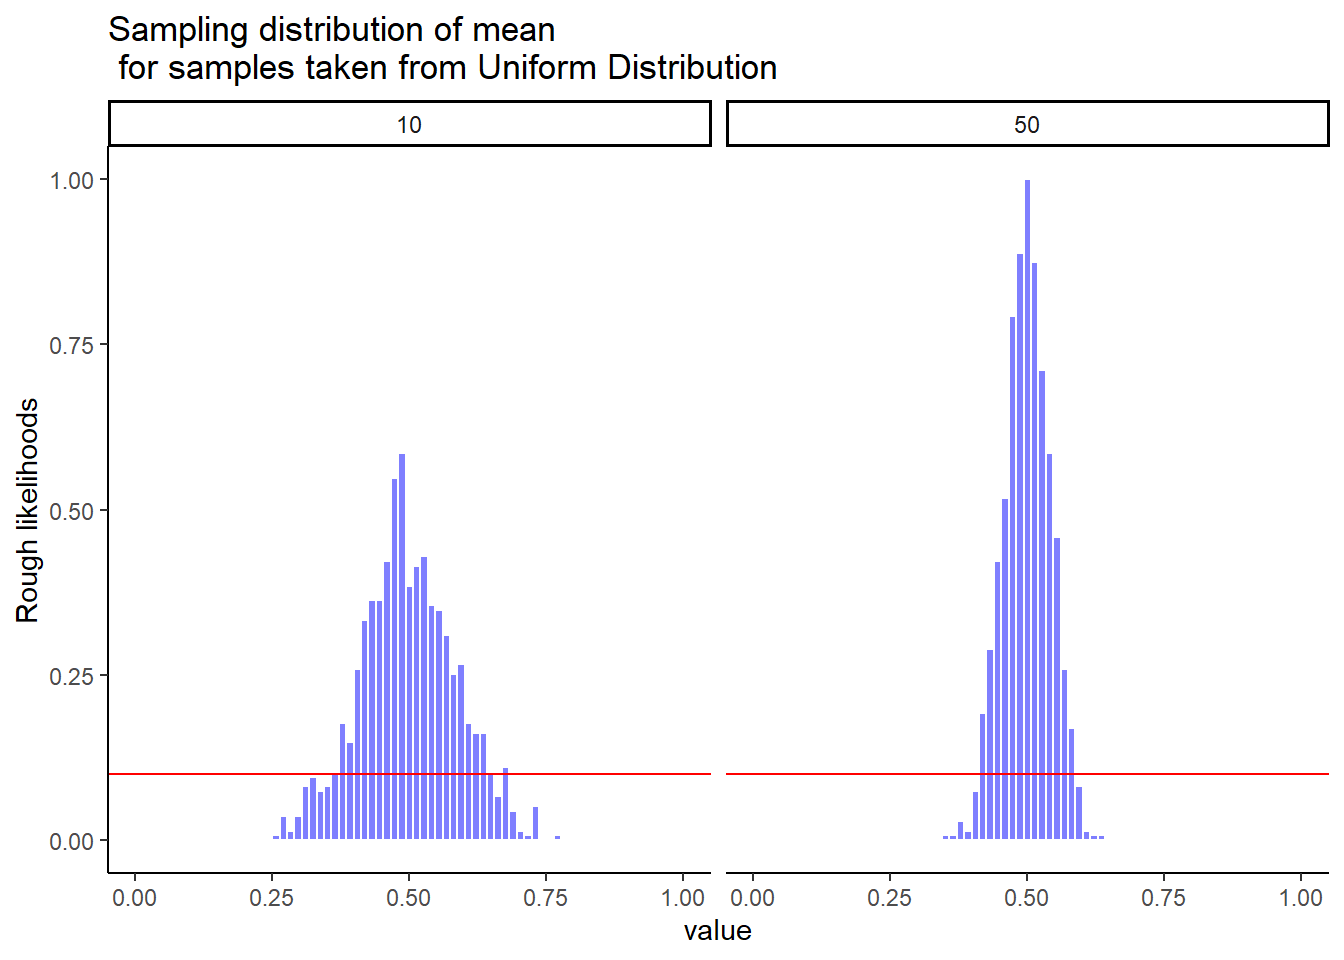 Sampling distribution of mean
for samples taken from Uniform Distribution
10
50
1.00
0.75
0.50
0.25
0.00
Rough likelihoods
0.00 0.25 0.50 0.75 1.00
0.00 0.25 0.50 0.75 1.00
value